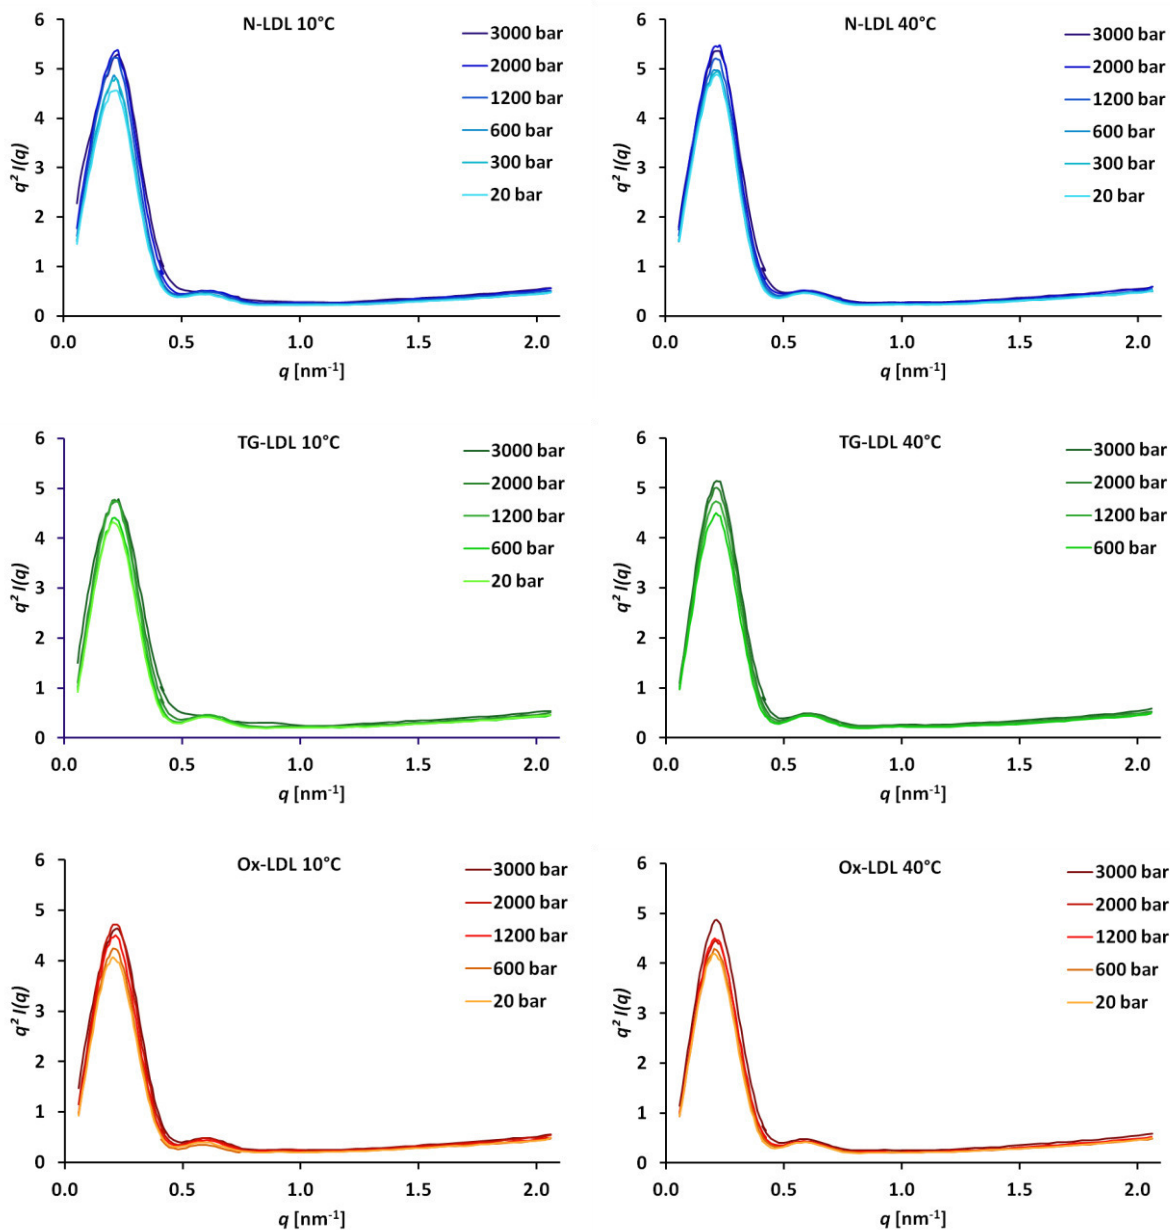 N-LDL 10°C
6
5
4
3
2
1
0
q² I(q)
3000 bar
2000 bar
1200 bar
600 bar
300 bar
20 bar
0.0 0.5 1.0 1.5 2.0
q [nm⁻¹]
N-LDL 40°C
6
5
4
3
2
1
0
q² I(q)
3000 bar
2000 bar
1200 bar
600 bar
300 bar
20 bar
0.0 0.5 1.0 1.5 2.0
q [nm⁻¹]
TG-LDL 10°C
6
5
4
3
2
1
0
q² I(q)
3000 bar
2000 bar
1200 bar
600 bar
20 bar
0.0 0.5 1.0 1.5 2.0
q [nm⁻¹]
TG-LDL 40°C
6
5
4
3
2
1
0
q² I(q)
3000 bar
2000 bar
1200 bar
600 bar
0.0 0.5 1.0 1.5 2.0
q [nm⁻¹]
Ox-LDL 10°C
6
5
4
3
2
1
0
q² I(q)
3000 bar
2000 bar
1200 bar
600 bar
20 bar
0.0 0.5 1.0 1.5 2.0
q [nm⁻¹]
Ox-LDL 40°C
6
5
4
3
2
1
0
q² I(q)
3000 bar
2000 bar
1200 bar
600 bar
20 bar
0.0 0.5 1.0 1.5 2.0
q [nm⁻¹]